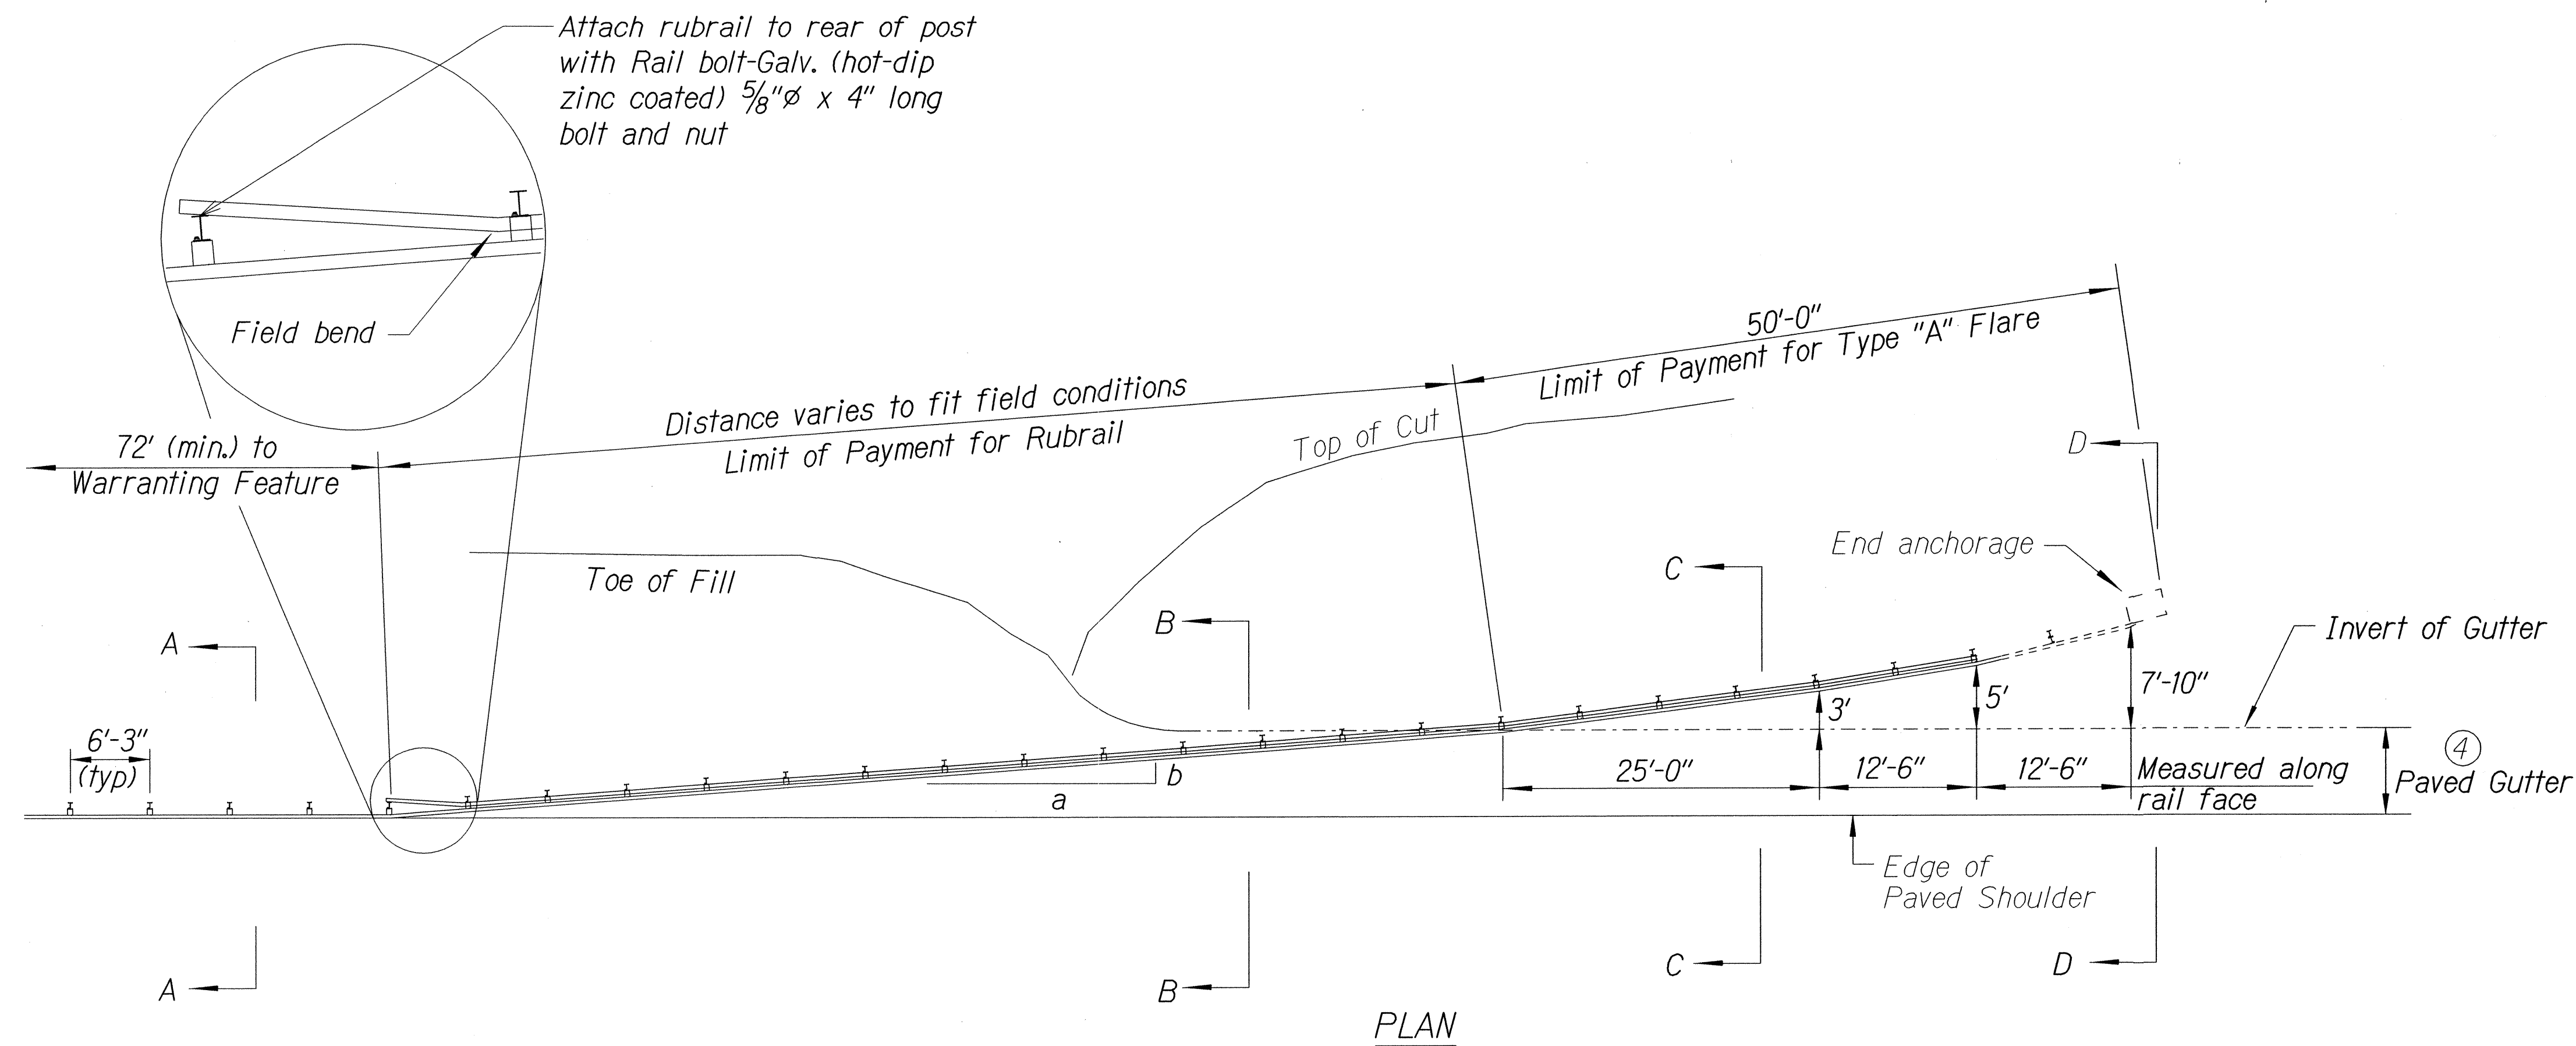 Attach rubrail to rear of post
with Rail bolt-Galv. (hot-dip
zinc coated) 5/8"ø x 4" long
bolt and nut
Field bend
50'-0"
Limit of Payment for Type "A" Flare
Distance varies to fit field conditions
Limit of Payment for Rubrail
Top of Cut
72' (min.) to
Warranting Feature
D
End anchorage
Toe of Fill
C
B
A
Invert of Gutter
7'-10"
5'
3'
6'-3"
(typ)
b
a
25'-0"
12'-6"
12'-6"
Measured along
rail face
4
Paved Gutter
Edge of
Paved Shoulder
A
B
C
D
PLAN